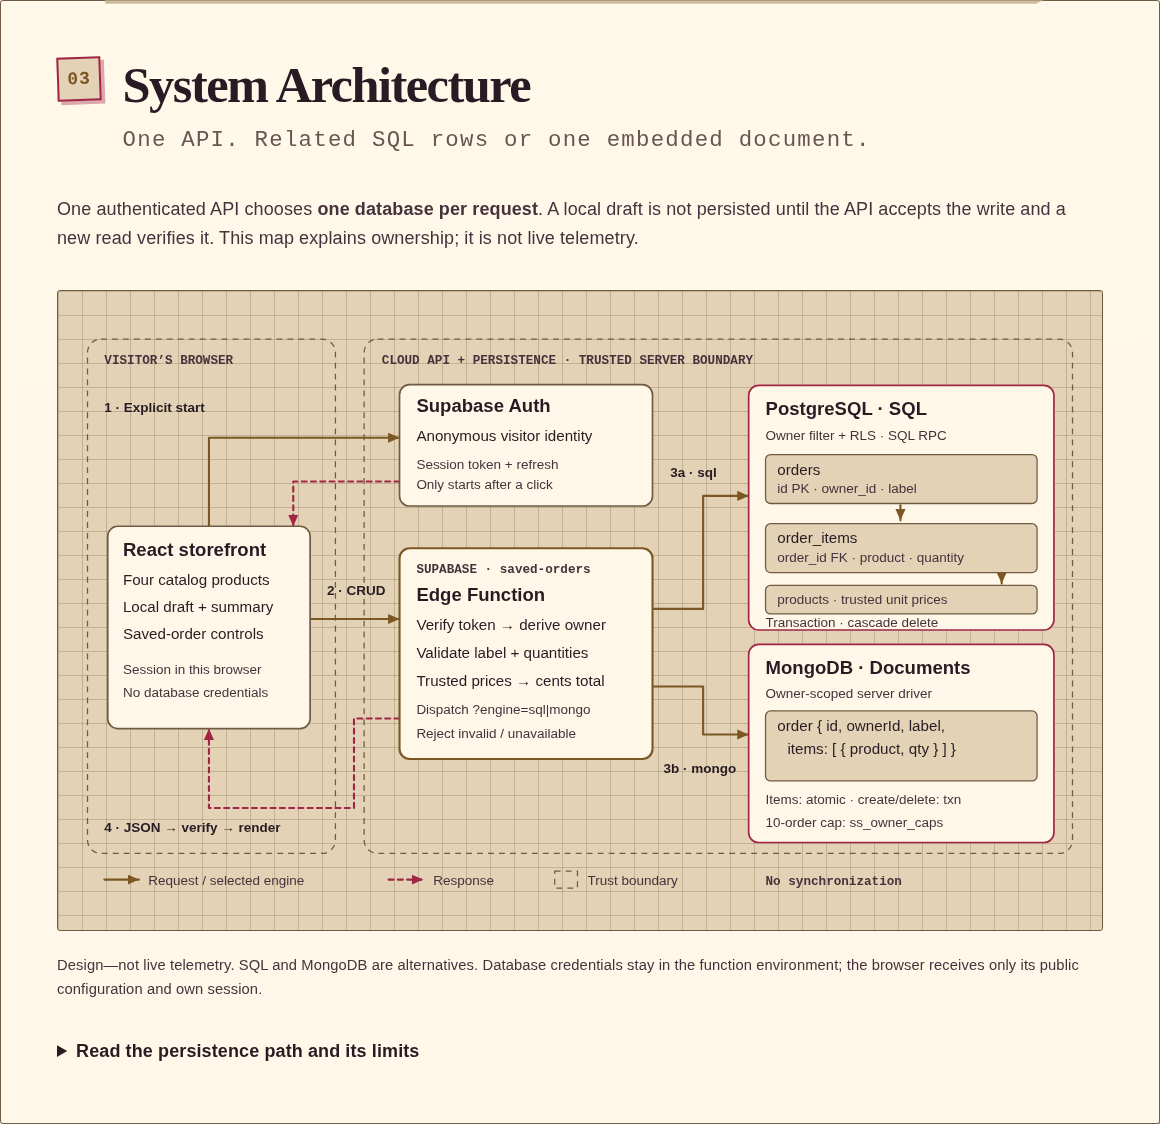 03
System Architecture
One API. Related SQL rows or one embedded document.
One authenticated API chooses one database per request. A local draft is not persisted until the API accepts the write and a
new read verifies it. This map explains ownership; it is not live telemetry.
VISITOR’S BROWSER
1 · Explicit start
React storefront
Four catalog products
Local draft + summary
Saved-order controls
Session in this browser
No database credentials
2 · CRUD
4 · JSON → verify → render
CLOUD API + PERSISTENCE · TRUSTED SERVER BOUNDARY
Supabase Auth
Anonymous visitor identity
Session token + refresh
Only starts after a click
SUPABASE · saved-orders
Edge Function
Verify token → derive owner
Validate label + quantities
Trusted prices → cents total
Dispatch ?engine=sql|mongo
Reject invalid / unavailable
3a · sql
3b · mongo
PostgreSQL · SQL
Owner filter + RLS · SQL RPC
orders
id PK · owner_id · label
order_items
order_id FK · product · quantity
products · trusted unit prices
Transaction · cascade delete
MongoDB · Documents
Owner-scoped server driver
order { id, ownerId, label,
items: [ { product, qty } ] }
Items: atomic · create/delete: txn
10-order cap: ss_owner_caps
Request / selected engine
Response
Trust boundary
No synchronization
Design—not live telemetry. SQL and MongoDB are alternatives. Database credentials stay in the function environment; the browser receives only its public
configuration and own session.
Read the persistence path and its limits